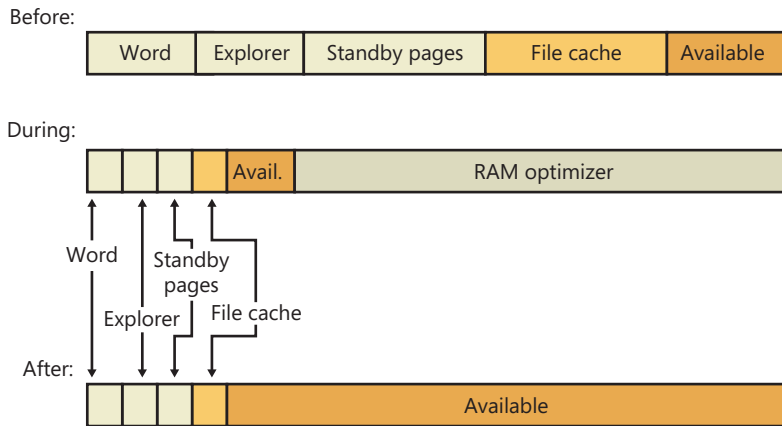 Before:
Word Explorer Standby pages File cache Available
During:
Avail. RAM optimizer
Word
Standby
pages
Explorer
File cache
After:
Available